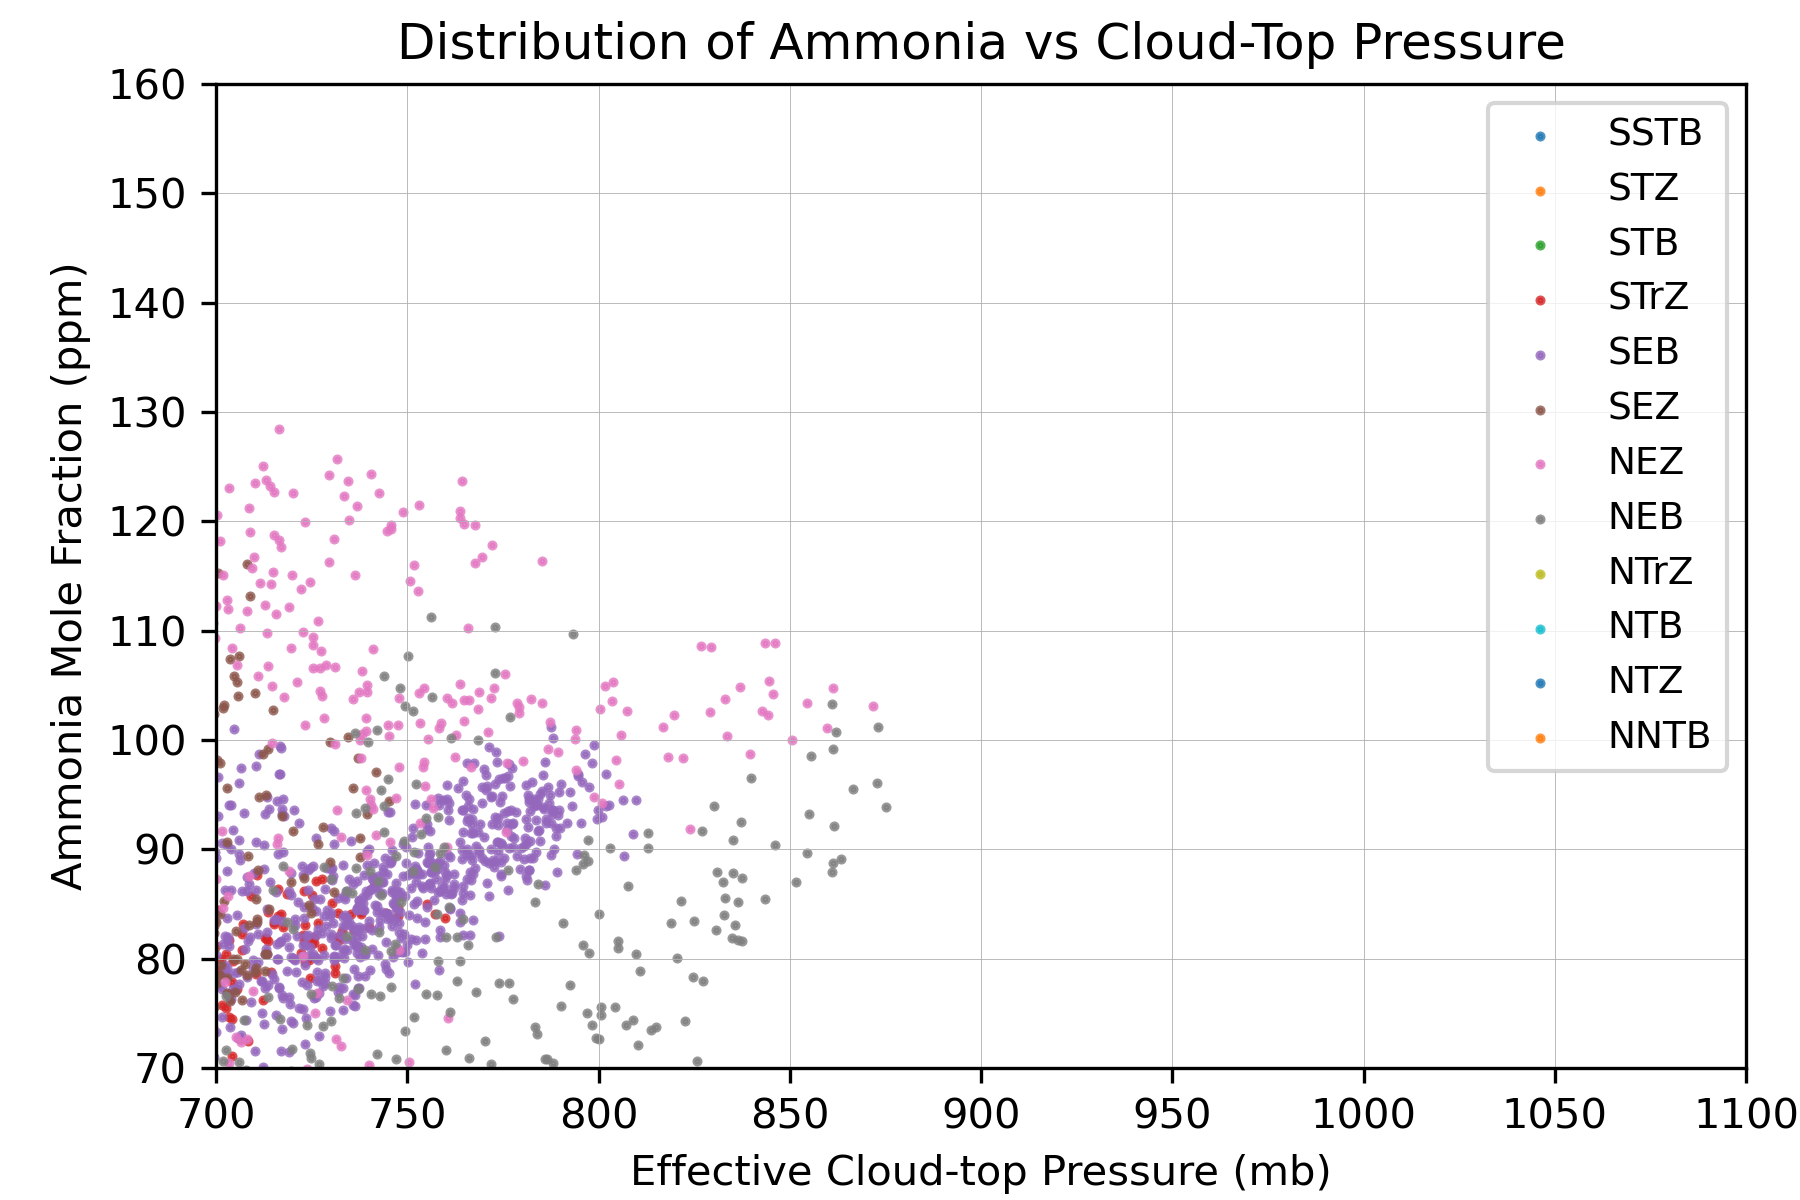 Distribution of Ammonia vs Cloud-Top Pressure
160
150
140
130
120
110
100
90
80
70
Ammonia Mole Fraction (ppm)
SSTB
STZ
STB
STrZ
SEB
SEZ
NEZ
NEB
NTrZ
NTB
NTZ
NNTB
700 750 800 850 900 950 1000 1050 1100
Effective Cloud-top Pressure (mb)